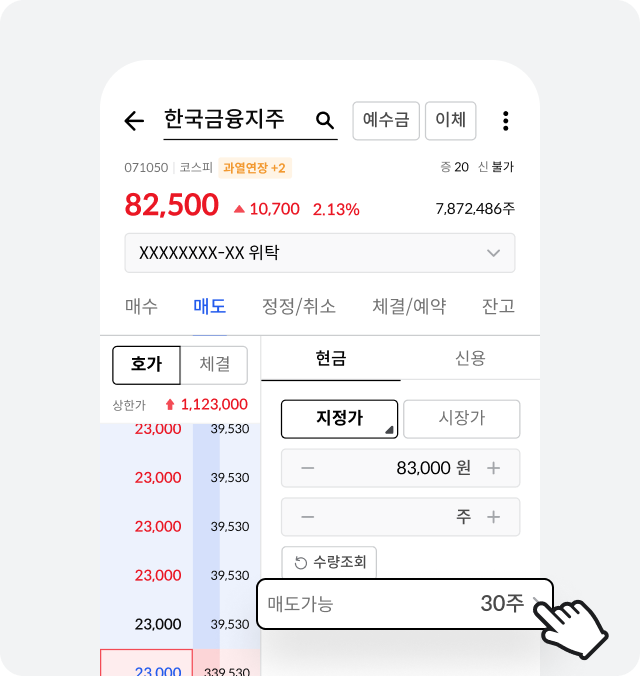 한국금융지주 예수금 이체
071050 코스피 과열연장 +2 증 20 신 불가
82,500 ▲ 10,700 2.13% 7,872,486주
XXXXXXXX-XX 위탁
매수 매도 정정/취소 체결/예약 잔고
호가 체결 현금 신용
상한가 1,123,000
지정가 시장가
23,000 39,530
− 83,000 원 +
23,000 39,530
− 주 +
23,000 39,530
수량조회
23,000 39,530
매도가능 30주
23,000 39,530
23,000 339,530